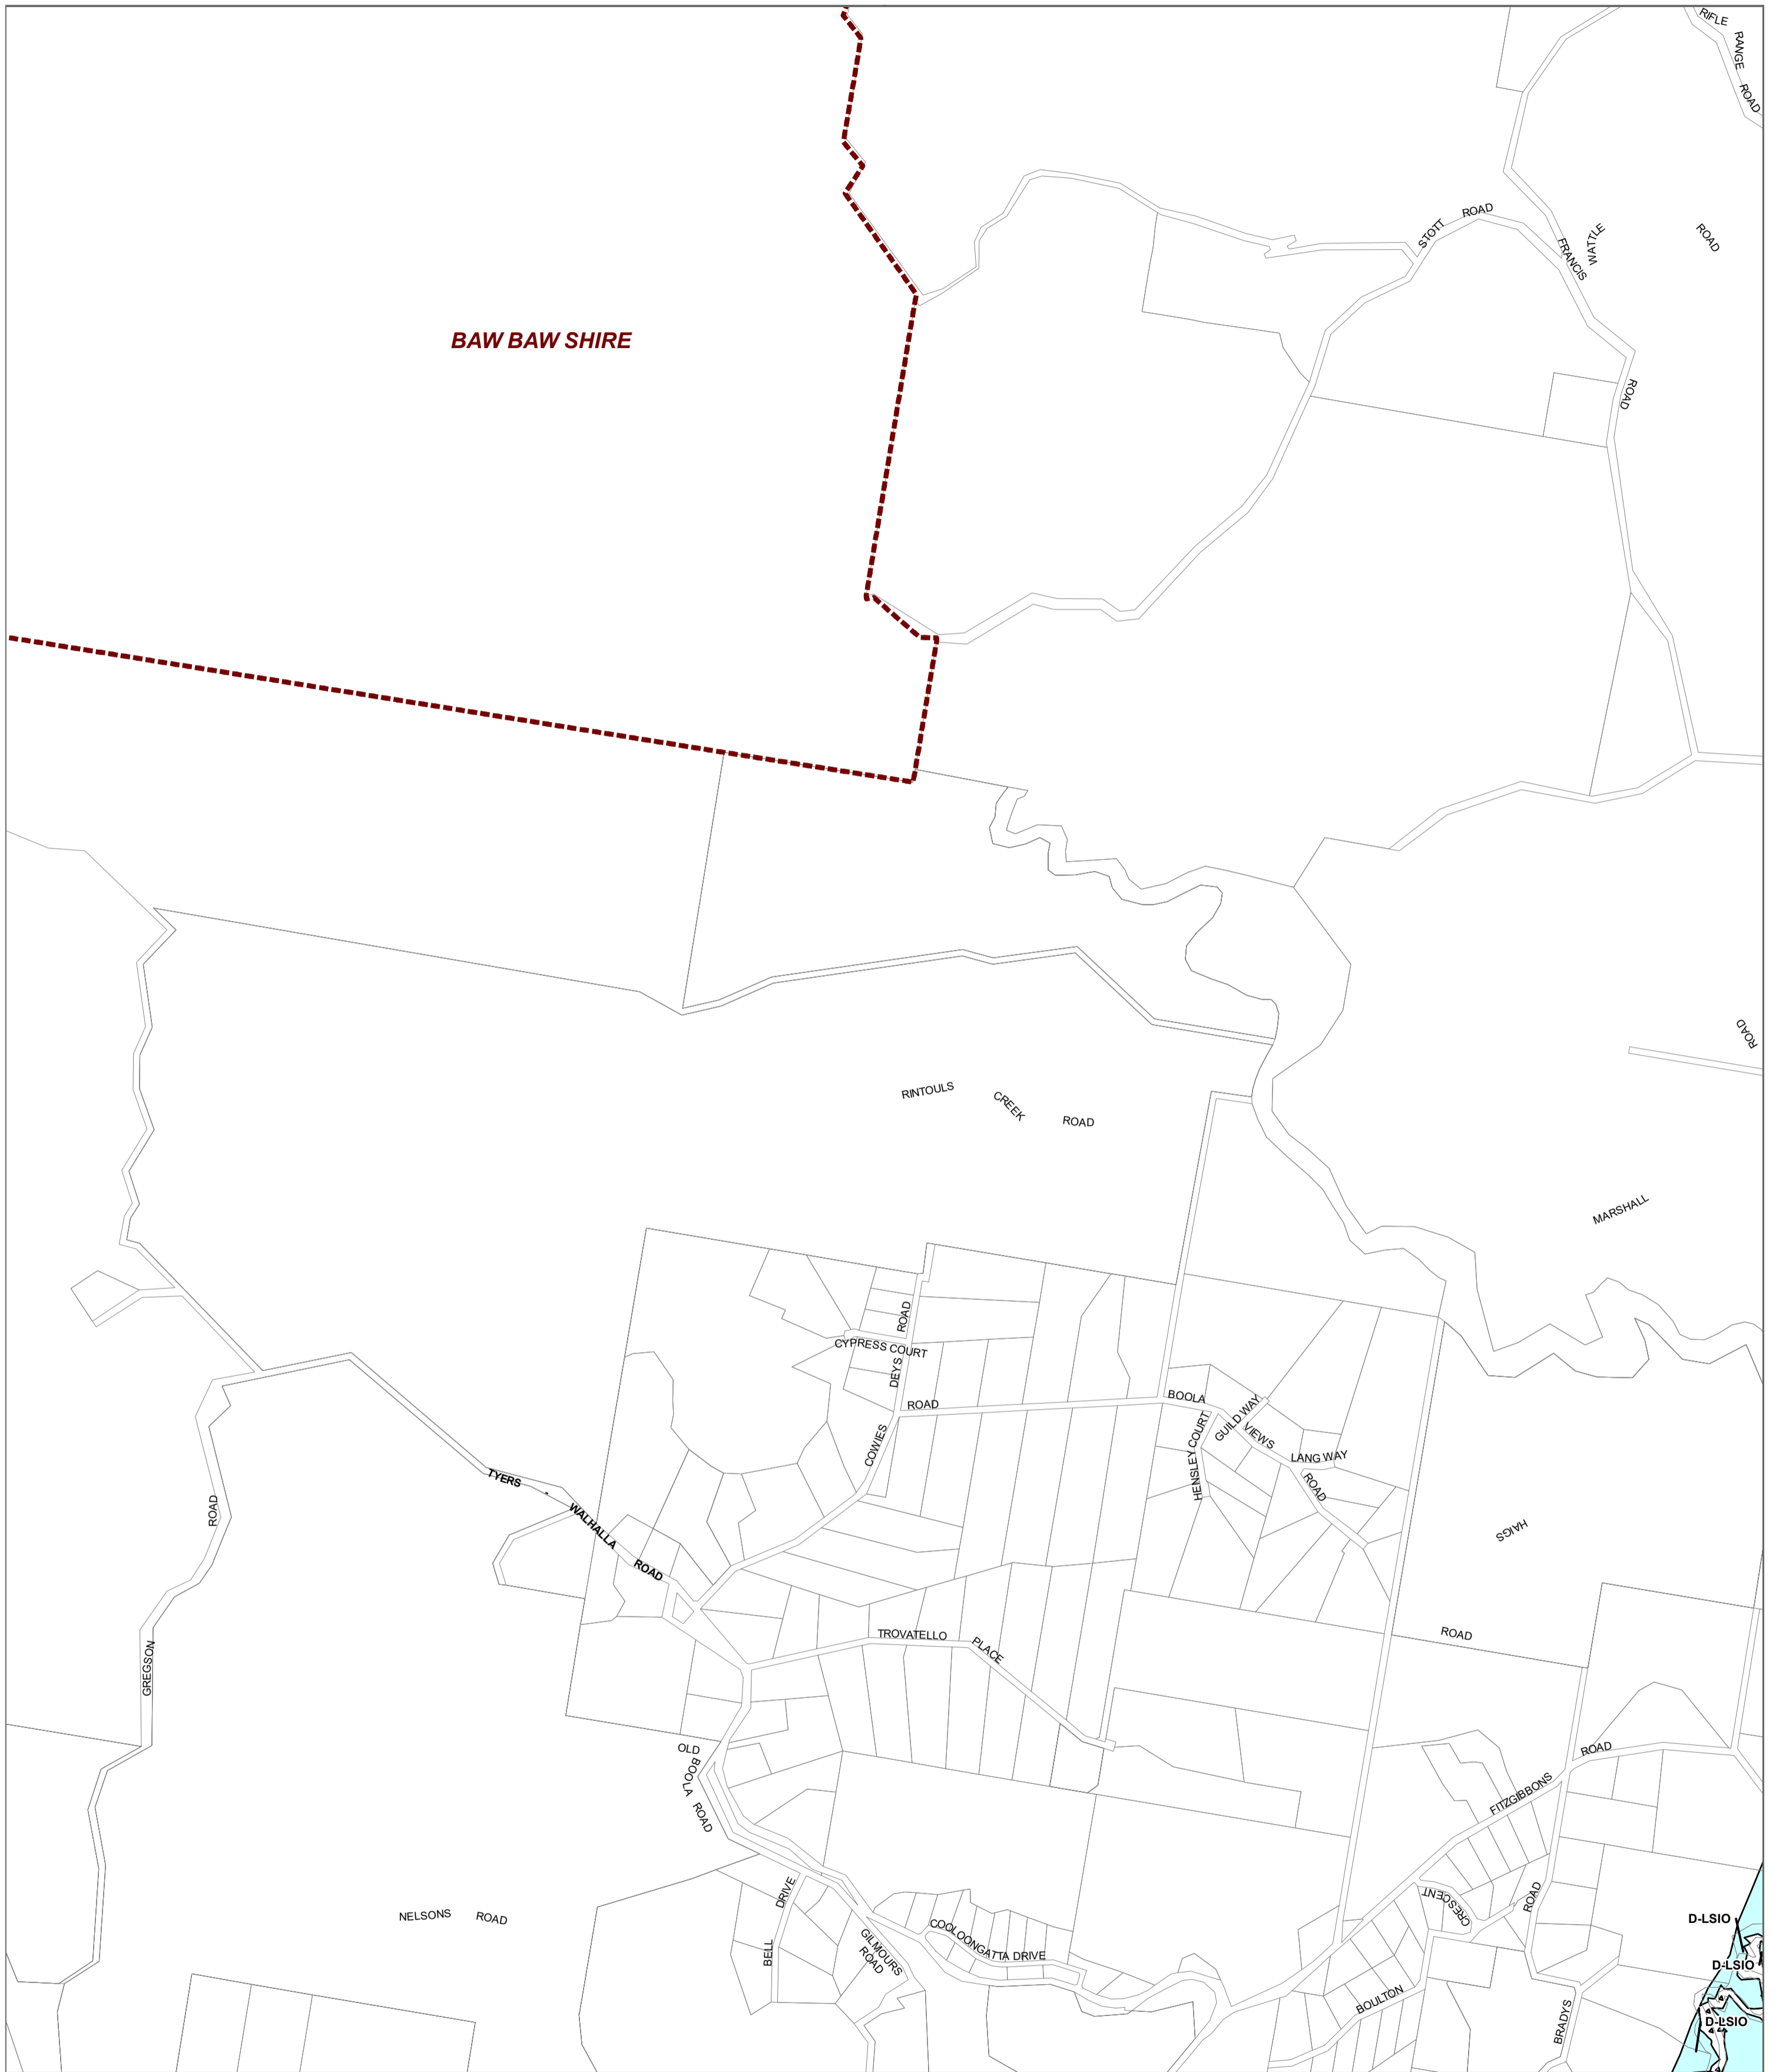 RIFLE
RANGE
ROAD
STOTT
ROAD
FRANCIS
WATTLE
ROAD
BAW BAW SHIRE
ROAD
ROAD
RINTOULS
CREEK
ROAD
MARSHALL
ROAD
CYPRESS COURT
DEYS
ROAD
BOOLA
GUILD WAY
HENSLEY COURT
VIEWS
COWIES
LANG WAY
TYERS
-
WALHALLA
ROAD
ROAD
ROAD
HAIGS
ROAD
TROVATELLO
PLACE
GREGSON
OLD
BOOLA
ROAD
ROAD
FITZGIBBONS
DRIVE
CRESCENT
ROAD
NELSONS
ROAD
D-LSIO
COOLOONGATTA DRIVE
GILMOURS
ROAD
BELL
D-LSIO
BOULTON
D-LSIO
BRADYS